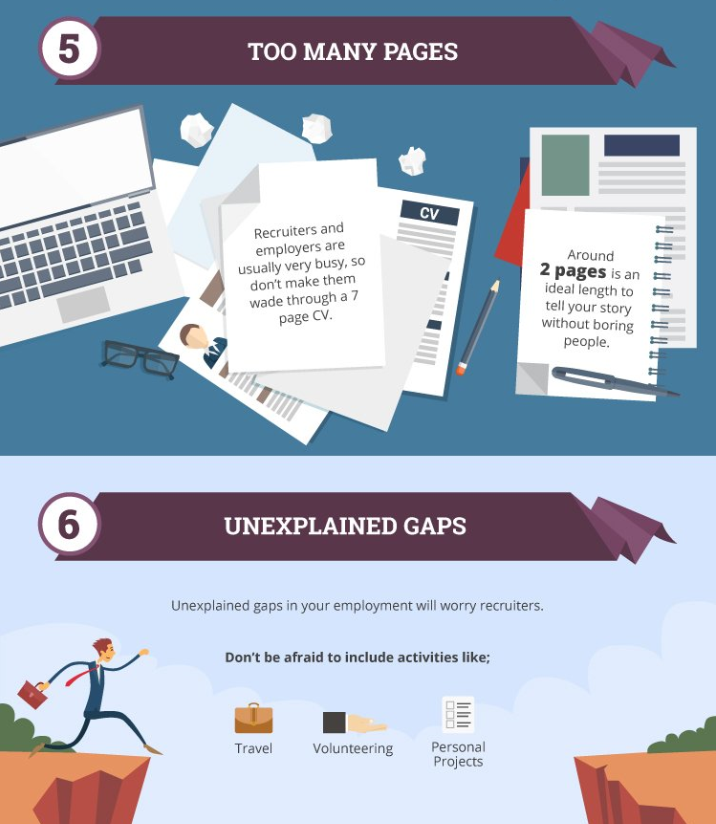 5
TOO MANY PAGES
Recruiters and
employers are
usually very busy, so
don't make them
wade through a 7
page CV.
CV
Around
2 pages is an
ideal length to
tell your story
without boring
people.
6
UNEXPLAINED GAPS
Unexplained gaps in your employment will worry recruiters.
Don't be afraid to include activities like;
Travel
Volunteering
Personal
Projects